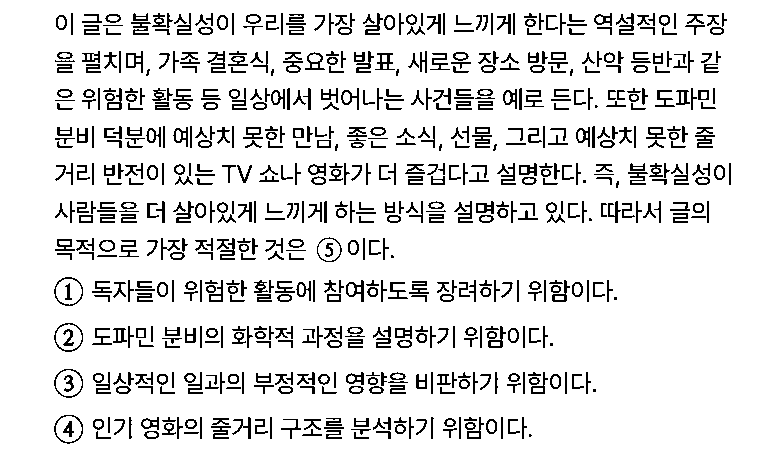 이 글은 불확실성이 우리를 가장 살아있게 느끼게 한다는 역설적인 주장
을 펼치며, 가족 결혼식, 중요한 발표, 새로운 장소 방문, 산악 등반과 같
은 위험한 활동 등 일상에서 벗어나는 사건들을 예로 든다. 또한 도파민
분비 덕분에 예상치 못한 만남, 좋은 소식, 선물, 그리고 예상치 못한 줄
거리 반전이 있는 TV 쇼나 영화가 더 즐겁다고 설명한다. 즉, 불확실성이
사람들을 더 살아있게 느끼게 하는 방식을 설명하고 있다. 따라서 글의
목적으로 가장 적절한 것은 ⑤이다.
① 독자들이 위험한 활동에 참여하도록 장려하기 위함이다.
② 도파민 분비의 화학적 과정을 설명하기 위함이다.
③ 일상적인 일과의 부정적인 영향을 비판하기 위함이다.
④ 인기 영화의 줄거리 구조를 분석하기 위함이다.